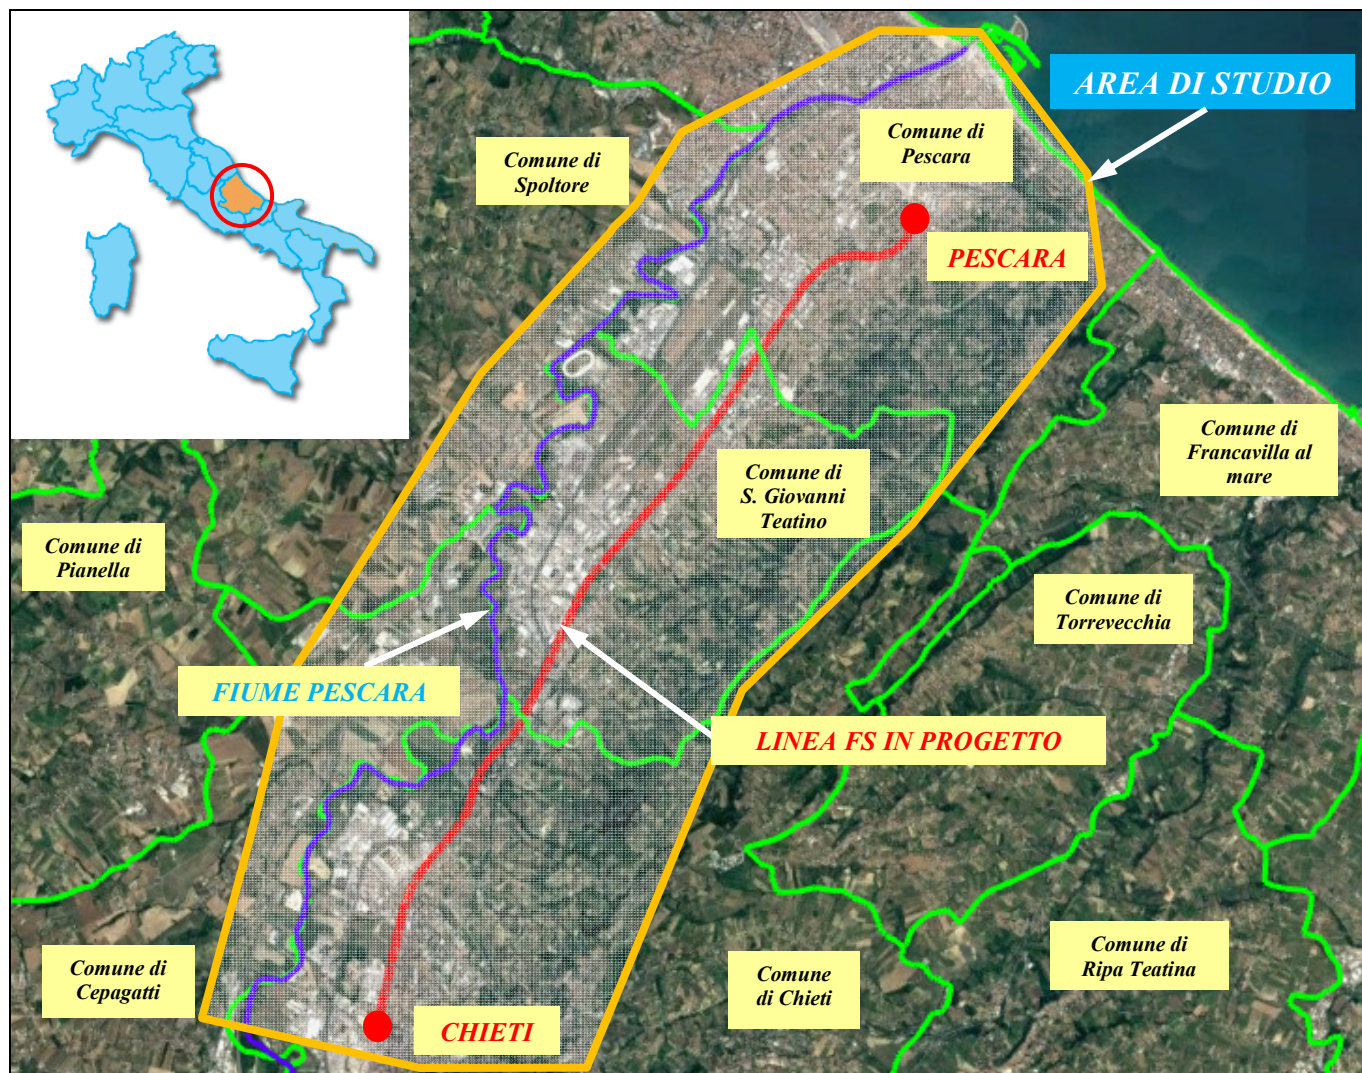 AREA DI STUDIO
Comune di
Pescara
Comune di
Spoltore
PESCARA
Comune di
Francavilla al
mare
Comune di
S. Giovanni
Teatino
Comune di
Pianella
Comune di
Torrevecchia
FIUME PESCARA
LINEA FS IN PROGETTO
Comune di
Ripa Teatina
Comune di
Cepagatti
Comune
di Chieti
CHIETI